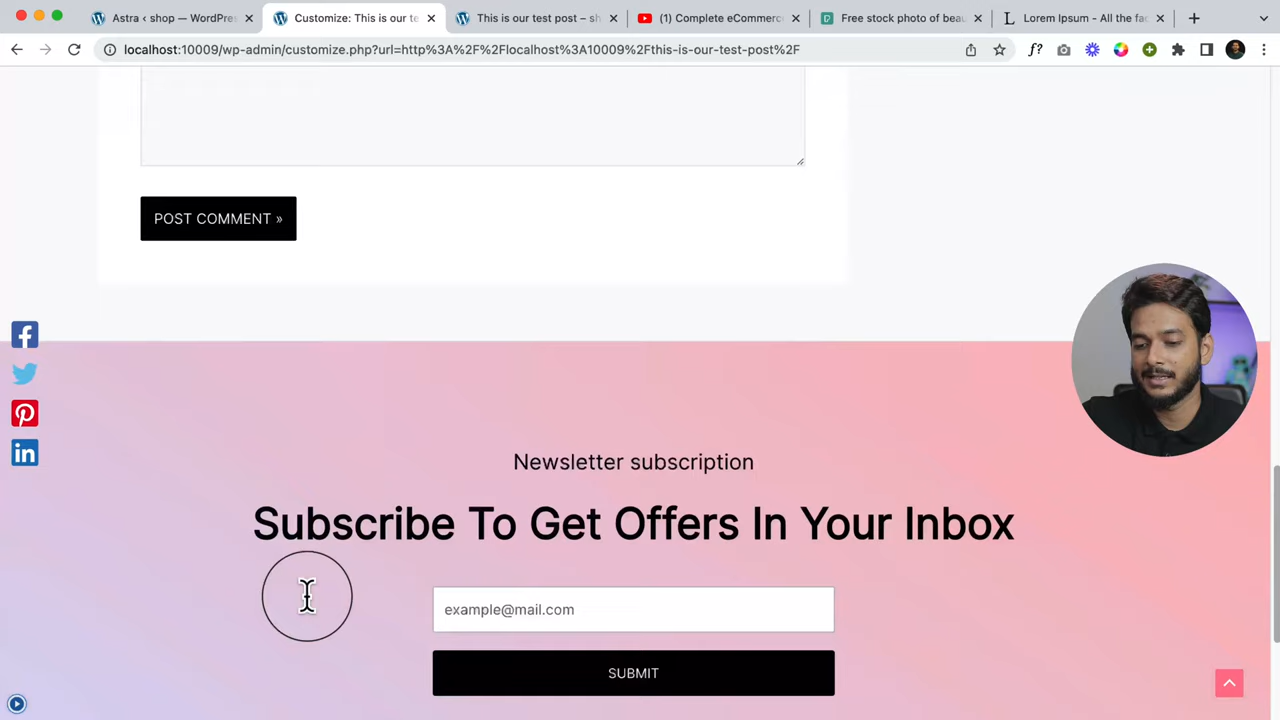 Astra ‹ shop — WordPres
Customize: This is our te
This is our test post – sh
(1) Complete eCommerc
Free stock photo of beau
Lorem Ipsum - All the fac
localhost:10009/wp-admin/customize.php?url=http%3A%2F%2Flocalhost%3A10009%2Fthis-is-our-test-post%2F
f?
POST COMMENT »
Newsletter subscription
Subscribe To Get Offers In Your Inbox
example@mail.com
SUBMIT